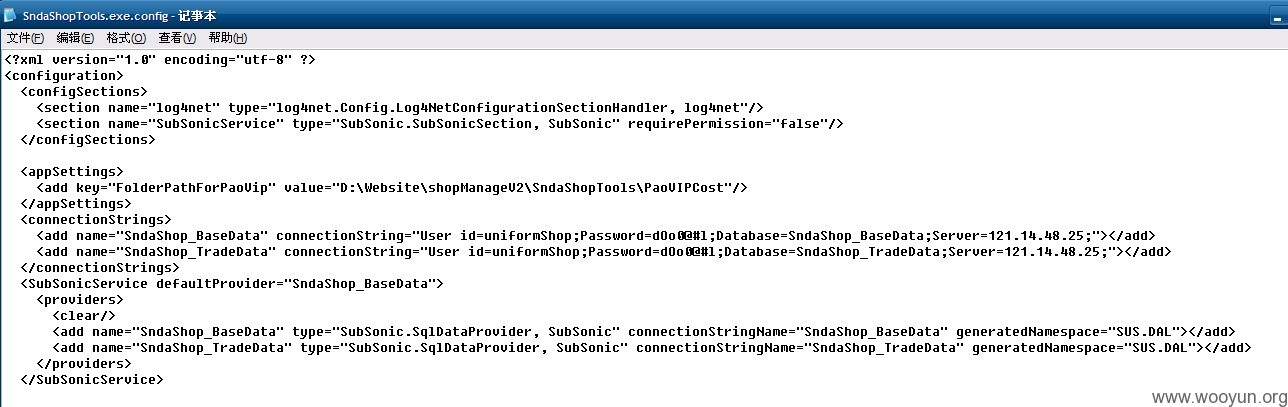 SndaShopTools.exe.config - 记事本
文件(F) 编辑(E) 格式(O) 查看(V) 帮助(H)
<?xml version="1.0" encoding="utf-8" ?>
<configuration>
  <configSections>
    <section name="log4net" type="log4net.Config.Log4NetConfigurationSectionHandler, log4net"/>
    <section name="SubSonicService" type="SubSonic.SubSonicSection, SubSonic" requirePermission="false"/>
  </configSections>

  <appSettings>
    <add key="FolderPathForPaoVip" value="D:\Website\shopManageV2\SndaShopTools\PaoVIPCost"/>
  </appSettings>
  <connectionStrings>
    <add name="SndaShop_BaseData" connectionString="User id=uniformShop;Database=SndaShop_BaseData;Server=121.14.48.25;"></add>
    <add name="SndaShop_TradeData" connectionString="User id=uniformShop;Database=SndaShop_TradeData;Server=121.14.48.25;"></add>
  </connectionStrings>
  <SubSonicService defaultProvider="SndaShop_BaseData">
    <providers>
      <clear/>
      <add name="SndaShop_BaseData" type="SubSonic.SqlDataProvider, SubSonic" connectionStringName="SndaShop_BaseData" generatedNamespace="SUS.DAL"></add>
      <add name="SndaShop_TradeData" type="SubSonic.SqlDataProvider, SubSonic" connectionStringName="SndaShop_TradeData" generatedNamespace="SUS.DAL"></add>
    </providers>
  </SubSonicService>
www.wooyun.org